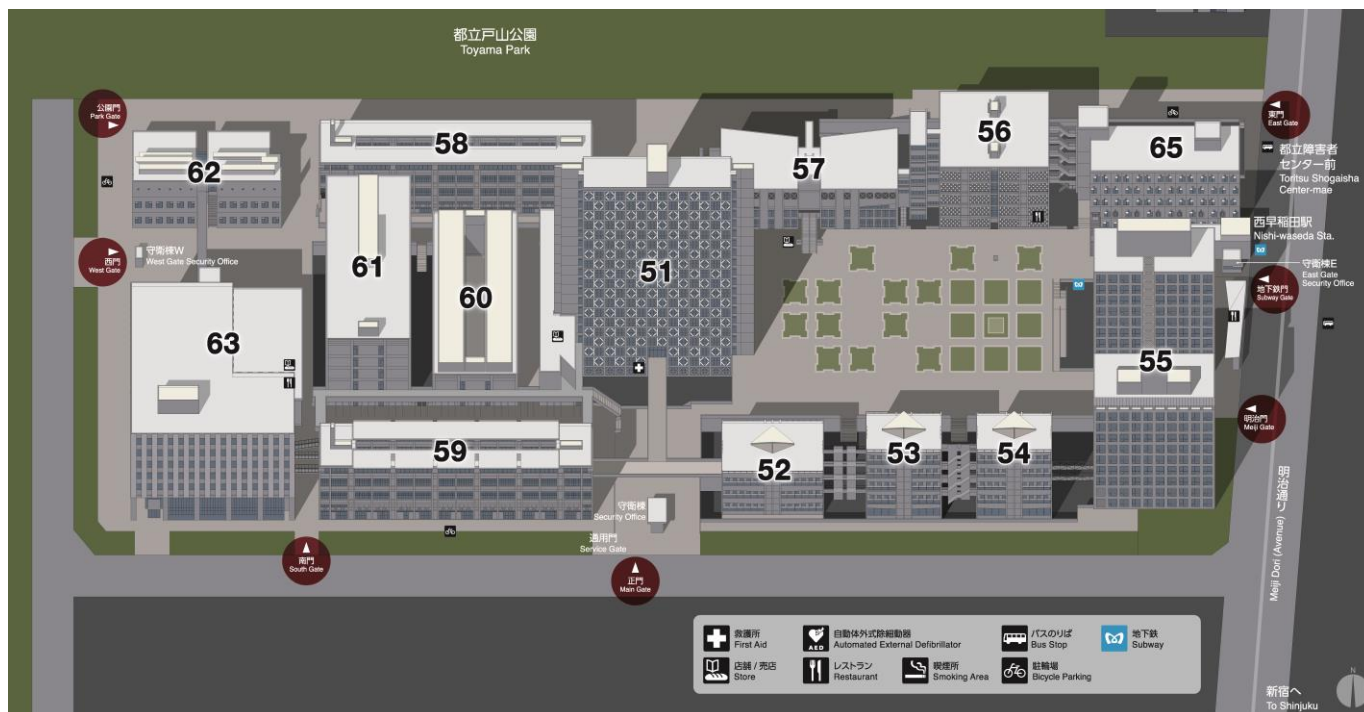 都立戸山公園
Toyama Park
公園門
Park Gate
東門
East Gate
58
56
65
62
57
都立障害者
センター前
Toritsu Shogaisha
Center-mae
西早稲田駅
Nishi-waseda Sta.
守衛棟W
West Gate Security Office
西門
West Gate
守衛棟E
East Gate
Security Office
地下鉄門
Subway Gate
61
60
51
63
55
明治門
Meiji Gate
59
52
53
54
守衛棟
Security Office
通用門
Service Gate
南門
South Gate
正門
Main Gate
明治通り
Meiji Dori (Avenue)
救護所
First Aid
自動体外式除細動器
AED
Automated External Defibrillator
バスのりば
Bus Stop
地下鉄
Subway
店舗 / 売店
Store
レストラン
Restaurant
喫煙所
Smoking Area
駐輪場
Bicycle Parking
新宿へ
To Shinjuku
N